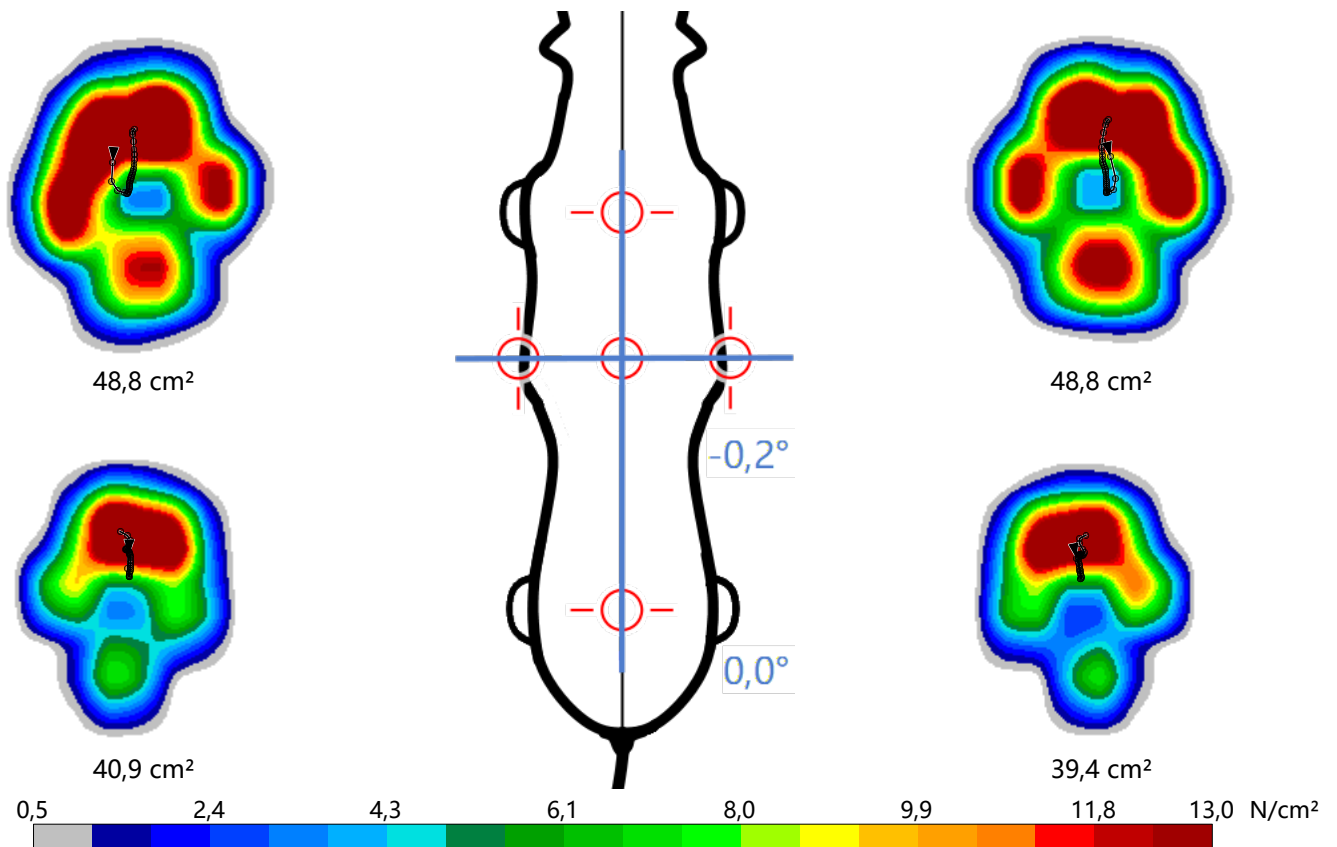 48,8 cm²
48,8 cm²
-0,2°
0,0°
40,9 cm²
39,4 cm²
0,5 2,4 4,3 6,1 8,0 9,9 11,8 13,0 N/cm²